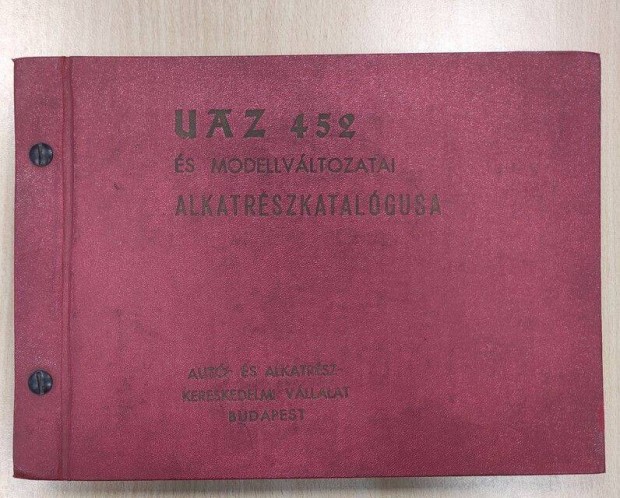 UAZ 452
ÉS MODELLVÁLTOZATAI
ALKATRÉSZKATALÓGUSA
AUTÓ- ÉS ALKATRÉSZ-
KERESKEDELMI VÁLLALAT
BUDAPEST